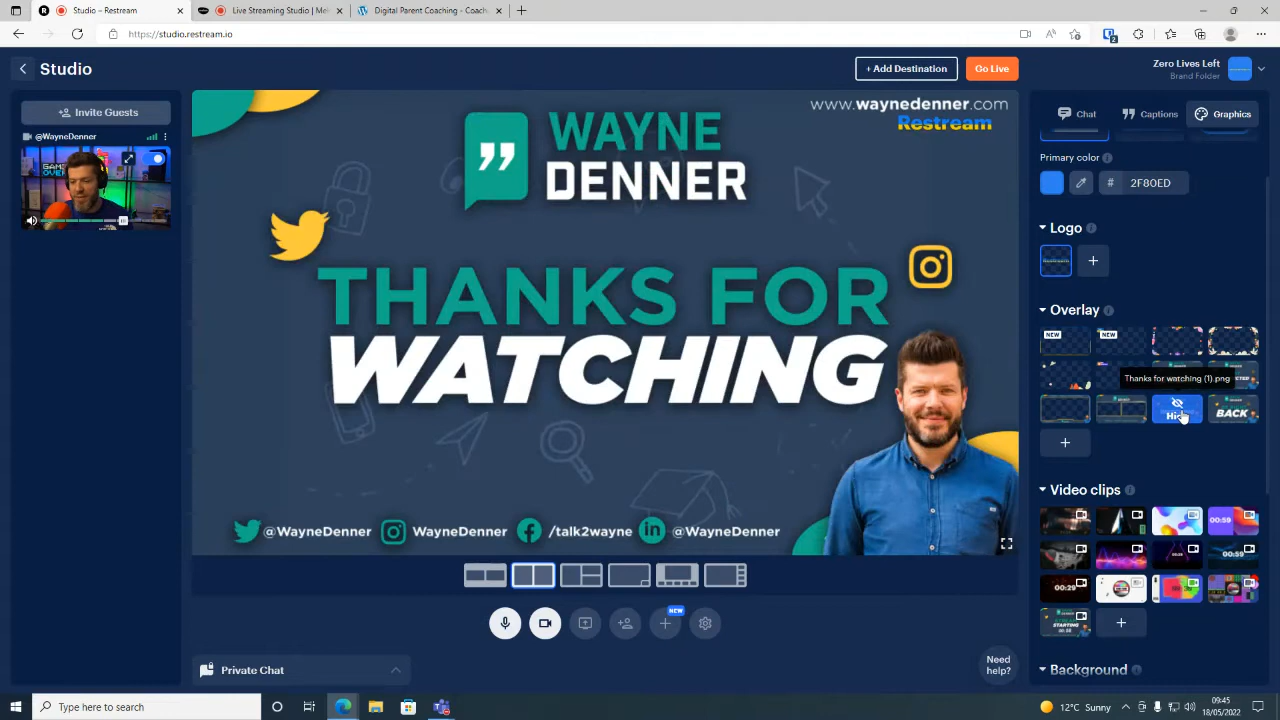 Studio – Restream
Live Streaming Studio | Mel
Digital Parent Coaching - Coach
https://studio.restream.io
2
Studio
+ Add Destination
Go Live
Zero Lives Left
Brand Folder
Invite Guests
@WayneDenner
Chat
Captions
Graphics
www.waynedenner.com
Restream
WAYNE
DENNER
THANKS FOR
WATCHING
@WayneDenner
WayneDenner
/talk2wayne
@WayneDenner
Primary color
# 2F80ED
Logo
Overlay
NEW
NEW
Thanks for watching (1).png
BACK
Video clips
00:59
00:59
00:29
Background
NEW
Private Chat
Need
help?
Type here to search
12°C Sunny
09:45
18/05/2022